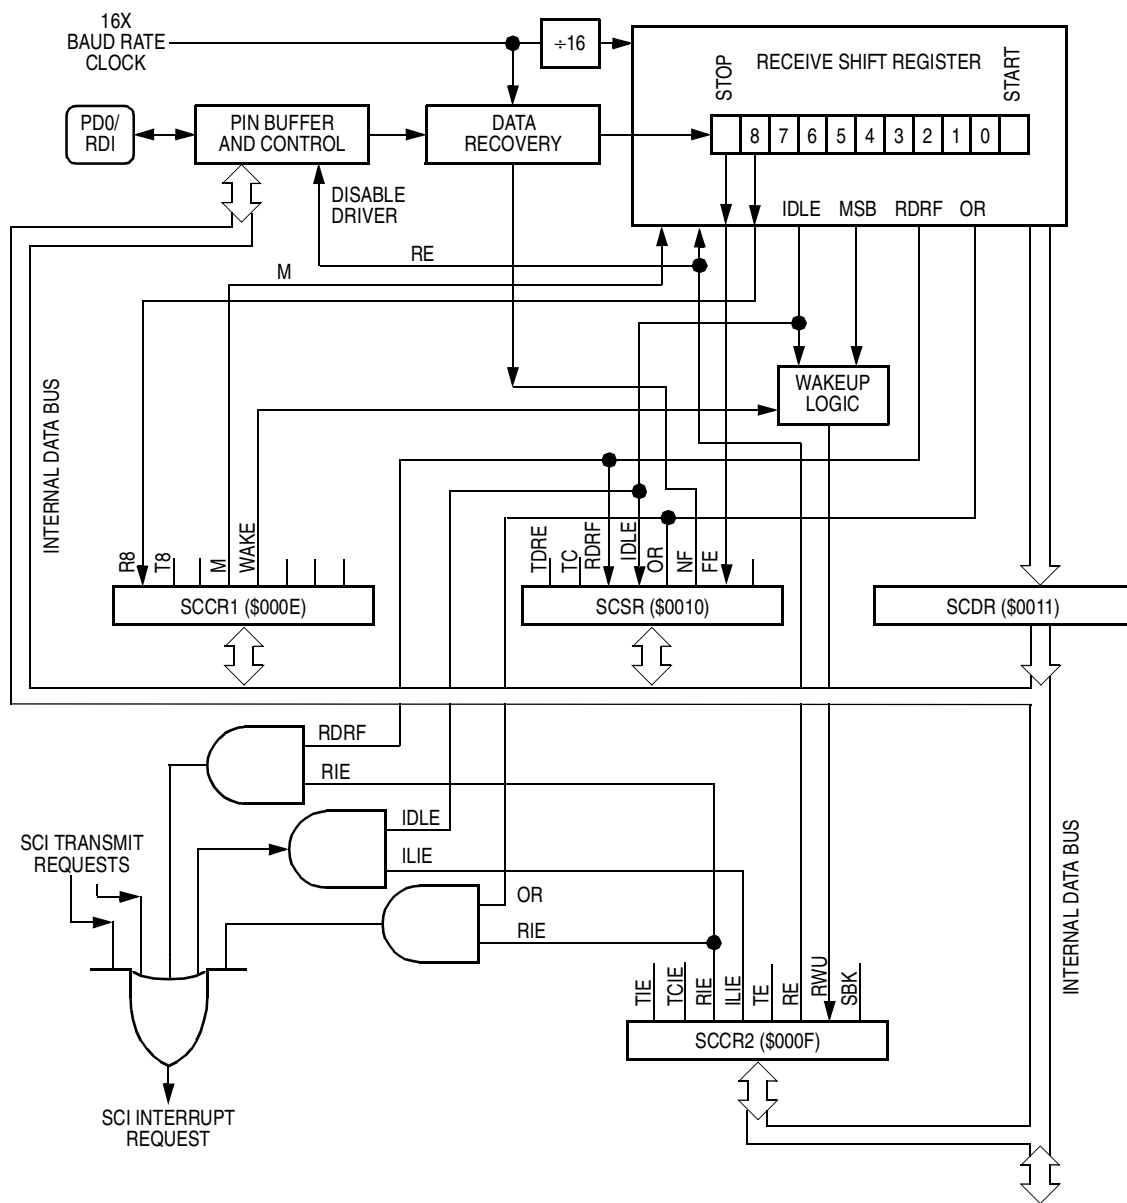 16X
BAUD RATE
CLOCK
÷16
STOP
RECEIVE SHIFT REGISTER
START
PD0/
RDI
PIN BUFFER
AND CONTROL
DATA
RECOVERY
8 7 6 5 4 3 2 1 0
DISABLE
DRIVER
IDLE MSB RDRF OR
RE
M
INTERNAL DATA BUS
WAKEUP
LOGIC
R8 T8 M WAKE
TDRE TC RDRF IDLE OR NF FE
SCCR1 ($000E)
SCSR ($0010)
SCDR ($0011)
RDRF
RIE
IDLE
ILIE
SCI TRANSMIT
REQUESTS
OR
RIE
INTERNAL DATA BUS
TIE TCIE RIE ILIE TE RE RWU SBK
SCCR2 ($000F)
SCI INTERRUPT
REQUEST